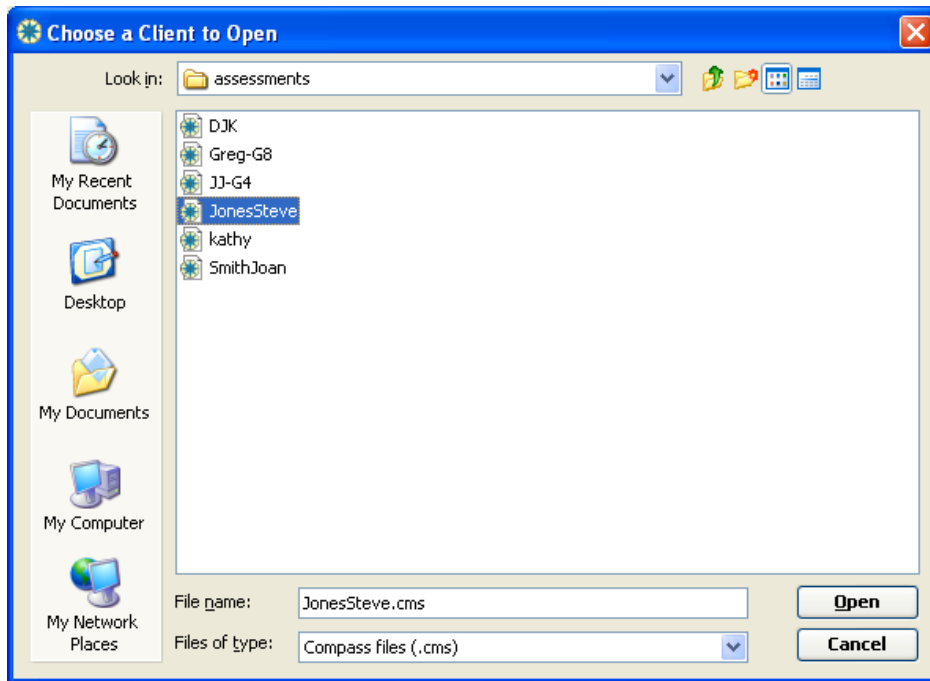 Choose a Client to Open
Look in: assessments
DJK
Greg-G8
JJ-G4
JonesSteve
kathy
SmithJoan
My Recent
Documents
Desktop
My Documents
My Computer
My Network
Places
File name: JonesSteve.cms Open
Files of type: Compass files (.cms) Cancel